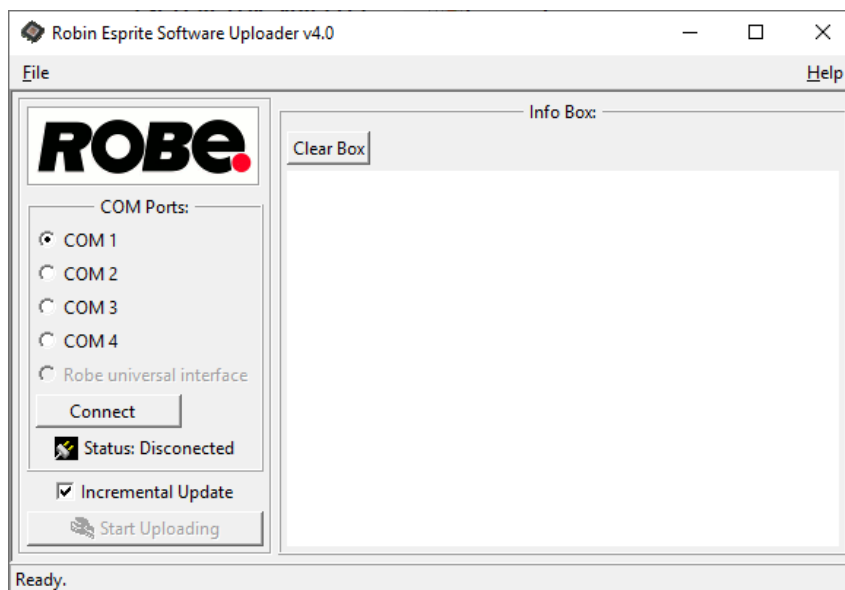 Robin Esprite Software Uploader v4.0
File
Help
ROBe
COM Ports:
COM 1
COM 2
COM 3
COM 4
Robe universal interface
Connect
Status: Disconected
Incremental Update
Start Uploading
Info Box:
Clear Box
Ready.